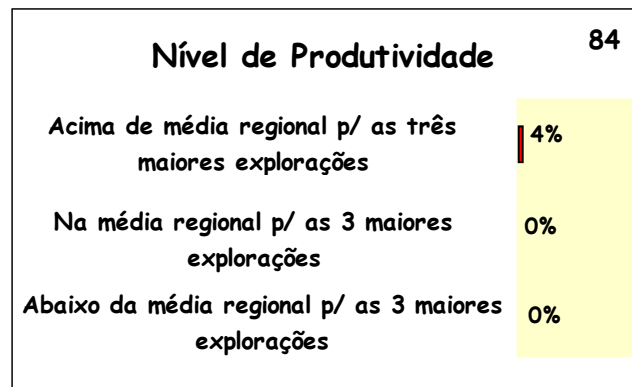 Nível de Produtividade
84
Acima de média regional p/ as três
maiores explorações
4%
Na média regional p/ as 3 maiores
explorações
0%
Abaixo da média regional p/ as 3 maiores
explorações
0%